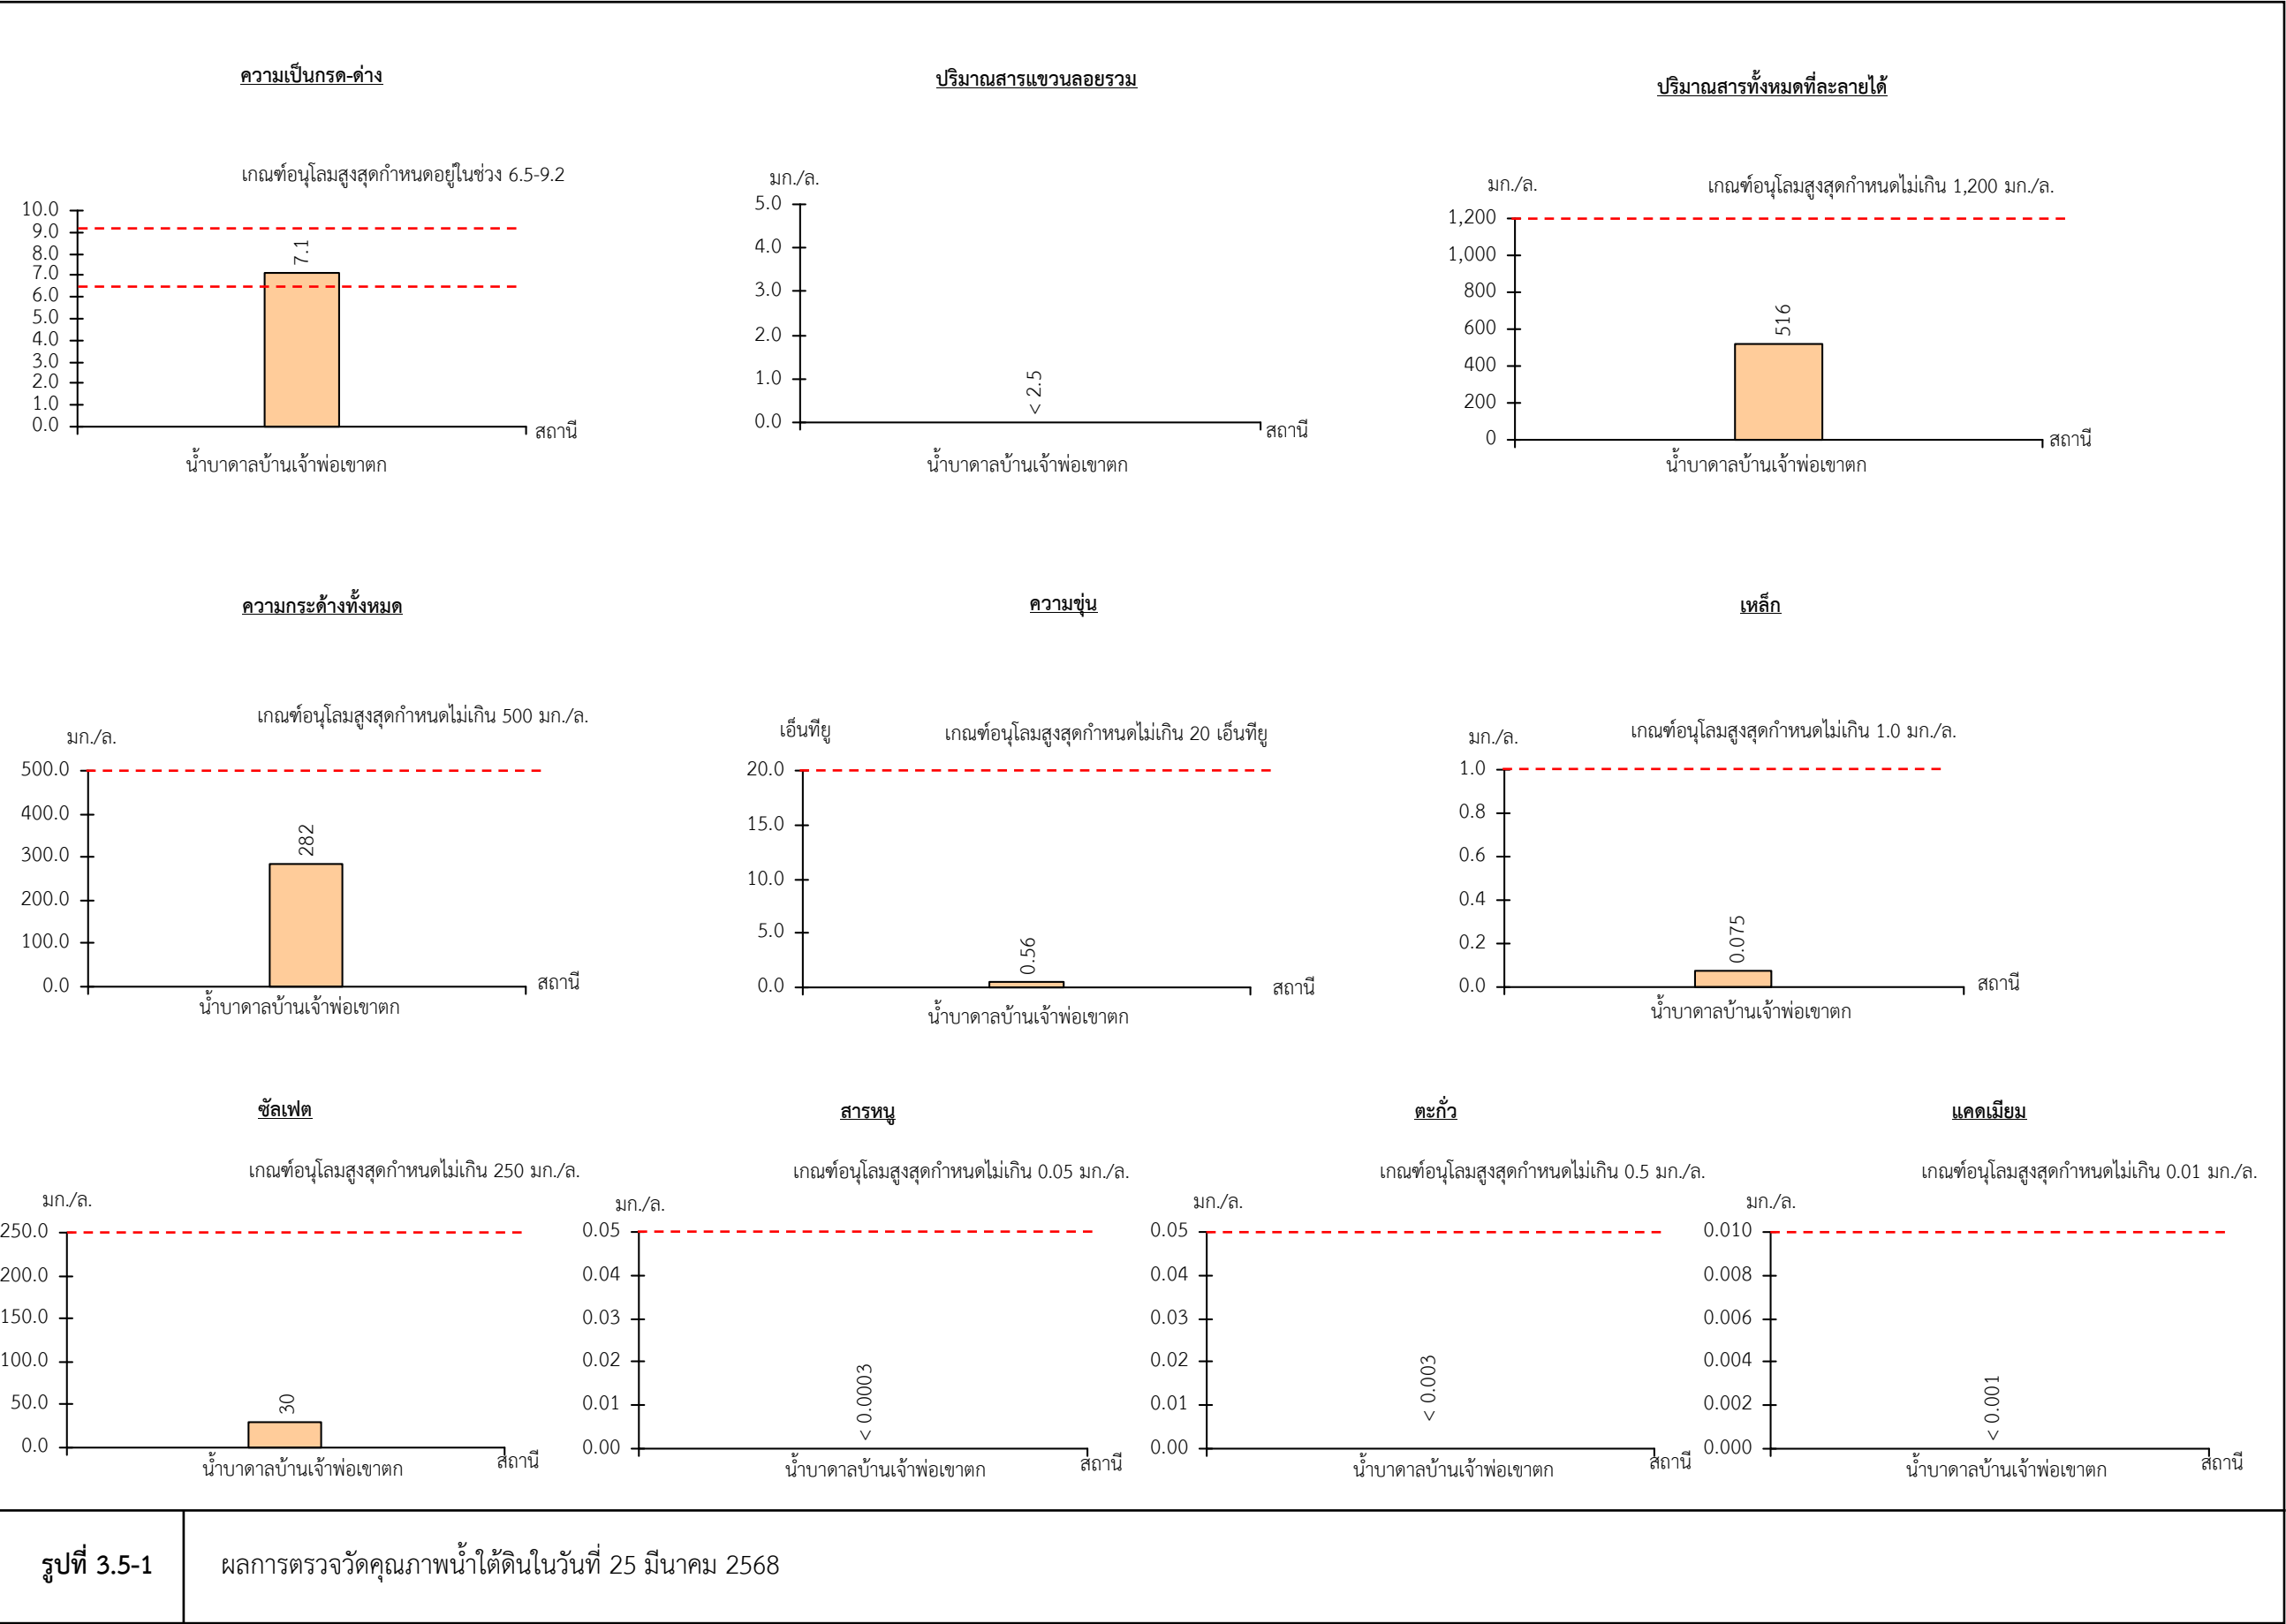 ความเป็นกรด-ด่าง
เกณฑ์อนุโลมสูงสุดกำหนดอยู่ในช่วง 6.5-9.2
10.0
9.0
8.0
7.0
6.0
5.0
4.0
3.0
2.0
1.0
0.0
7.1
สถานี
น้ำบาดาลบ้านเจ้าพ่อเขาตก
ปริมาณสารแขวนลอยรวม
มก./ล.
5.0
4.0
3.0
2.0
1.0
0.0
< 2.5
สถานี
น้ำบาดาลบ้านเจ้าพ่อเขาตก
ปริมาณสารทั้งหมดที่ละลายได้
มก./ล.
เกณฑ์อนุโลมสูงสุดกำหนดไม่เกิน 1,200 มก./ล.
1,200
1,000
800
600
400
200
0
516
สถานี
น้ำบาดาลบ้านเจ้าพ่อเขาตก
ความกระด้างทั้งหมด
เกณฑ์อนุโลมสูงสุดกำหนดไม่เกิน 500 มก./ล.
มก./ล.
500.0
400.0
300.0
200.0
100.0
0.0
282
สถานี
น้ำบาดาลบ้านเจ้าพ่อเขาตก
ความขุ่น
เอ็นทียู
เกณฑ์อนุโลมสูงสุดกำหนดไม่เกิน 20 เอ็นทียู
20.0
15.0
10.0
5.0
0.0
0.56
สถานี
น้ำบาดาลบ้านเจ้าพ่อเขาตก
เหล็ก
มก./ล.
เกณฑ์อนุโลมสูงสุดกำหนดไม่เกิน 1.0 มก./ล.
1.0
0.8
0.6
0.4
0.2
0.0
0.075
สถานี
น้ำบาดาลบ้านเจ้าพ่อเขาตก
ซัลเฟต
เกณฑ์อนุโลมสูงสุดกำหนดไม่เกิน 250 มก./ล.
มก./ล.
250.0
200.0
150.0
100.0
50.0
0.0
30
สถานี
น้ำบาดาลบ้านเจ้าพ่อเขาตก
สารหนู
เกณฑ์อนุโลมสูงสุดกำหนดไม่เกิน 0.05 มก./ล.
มก./ล.
0.05
0.04
0.03
0.02
0.01
0.00
< 0.0003
สถานี
น้ำบาดาลบ้านเจ้าพ่อเขาตก
ตะกั่ว
เกณฑ์อนุโลมสูงสุดกำหนดไม่เกิน 0.5 มก./ล.
มก./ล.
0.05
0.04
0.03
0.02
0.01
0.00
< 0.003
สถานี
น้ำบาดาลบ้านเจ้าพ่อเขาตก
แคดเมียม
เกณฑ์อนุโลมสูงสุดกำหนดไม่เกิน 0.01 มก./ล.
มก./ล.
0.010
0.008
0.006
0.004
0.002
0.000
< 0.001
สถานี
น้ำบาดาลบ้านเจ้าพ่อเขาตก
รูปที่ 3.5-1
ผลการตรวจวัดคุณภาพน้ำใต้ดินในวันที่ 25 มีนาคม 2568